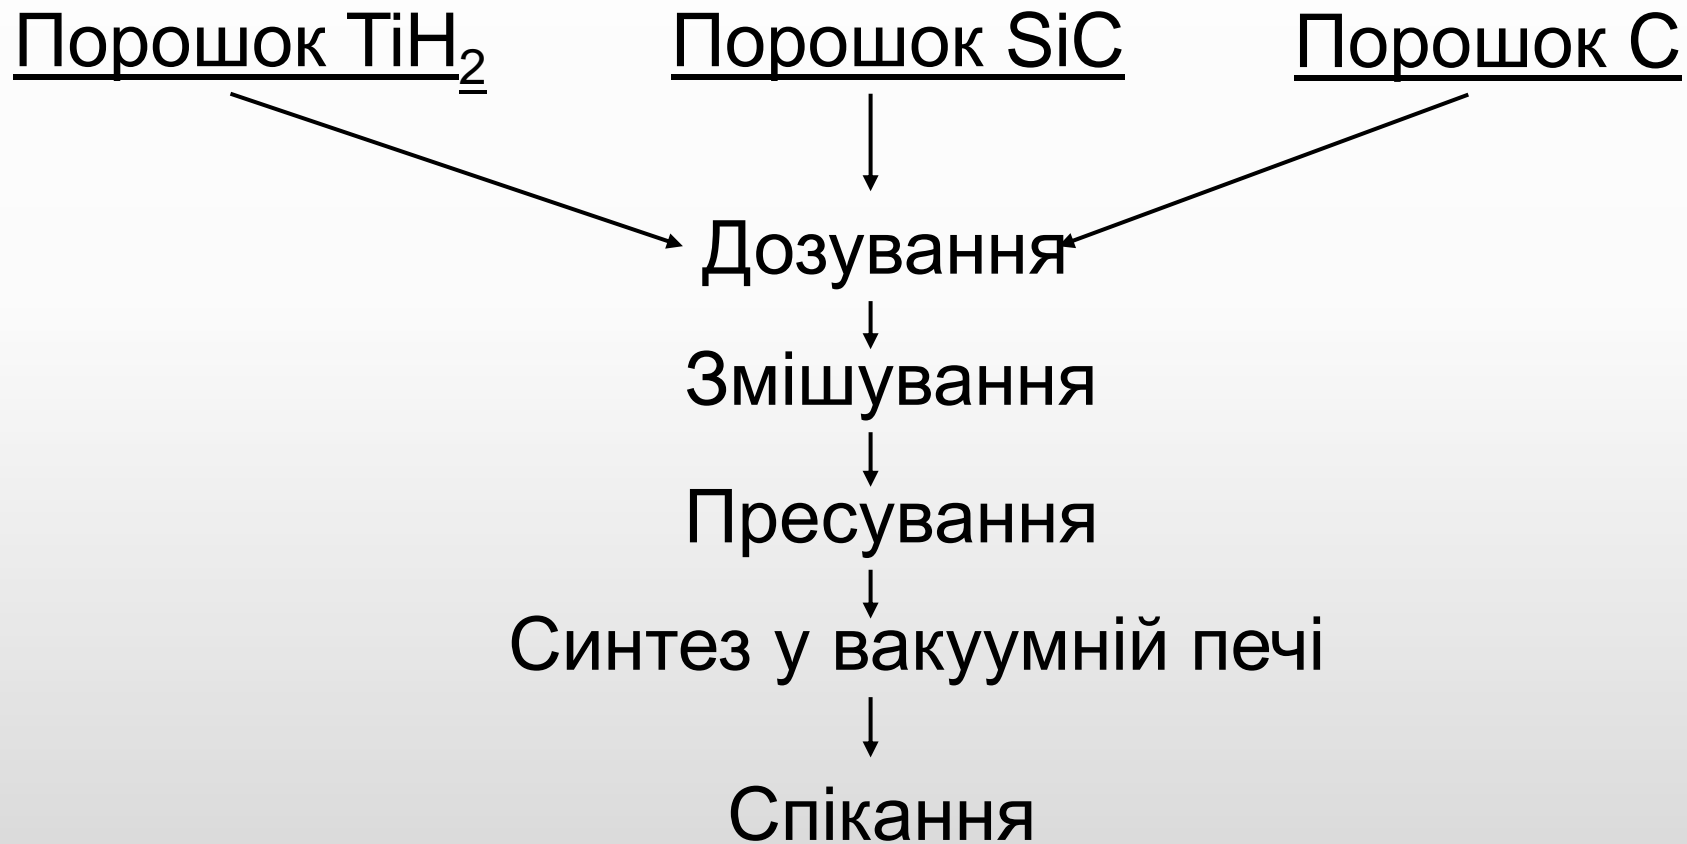 Порошок TiH₂ Порошок SiC Порошок C
Дозування
Змішування
Пресування
Синтез у вакуумній печі
Спікання